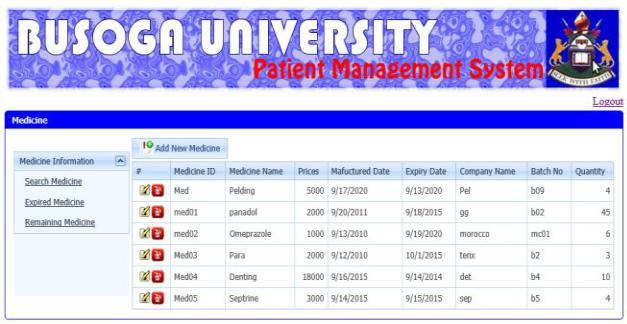 BUSOGA UNIVERSITY
Patient Management System
Logout
Medicine
Add New Medicine
Medicine Information
Search Medicine
Expired Medicine
Remaining Medicine
# Medicine ID Medicine Name Prices Mafuctured Date Expiry Date Company Name Batch No Quantity
Med Pelding 5000 9/17/2020 9/13/2020 Pel b09 4
med01 panadol 2000 9/20/2011 9/18/2015 gg b02 45
med02 Omeprazole 1000 9/13/2010 9/19/2020 morocco mc01 6
Med03 Para 2000 9/12/2010 10/1/2015 tenx b2 3
Med04 Denting 18000 9/16/2015 9/14/2014 det b4 10
Med05 Septrine 3000 9/14/2015 9/15/2015 sep b5 4